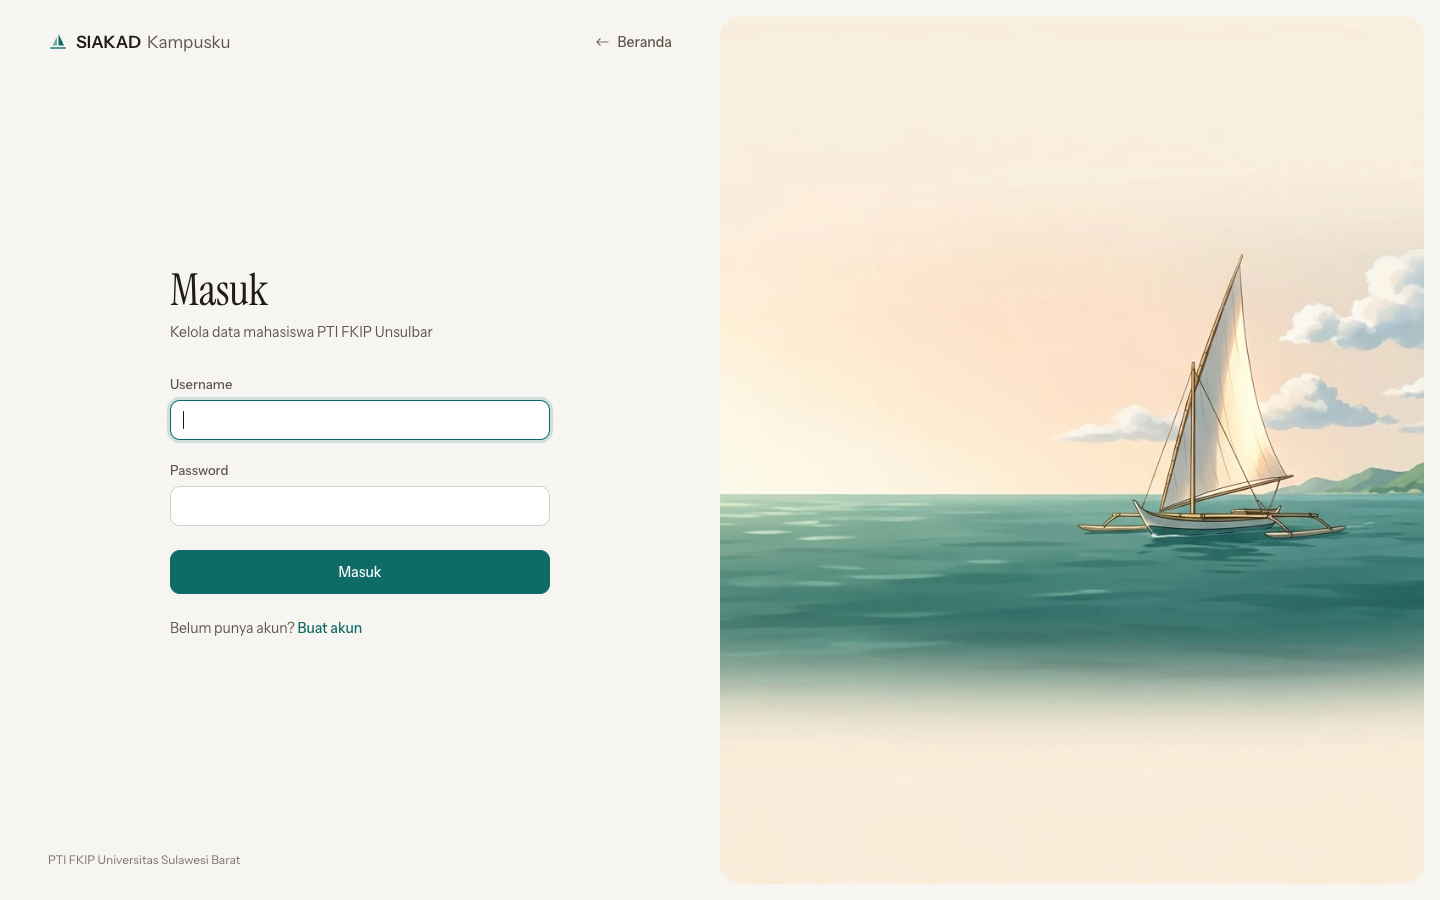 SIAKAD Kampusku
← Beranda
Masuk
Kelola data mahasiswa PTI FKIP Unsulbar
Username
Password
Masuk
Belum punya akun? Buat akun
PTI FKIP Universitas Sulawesi Barat